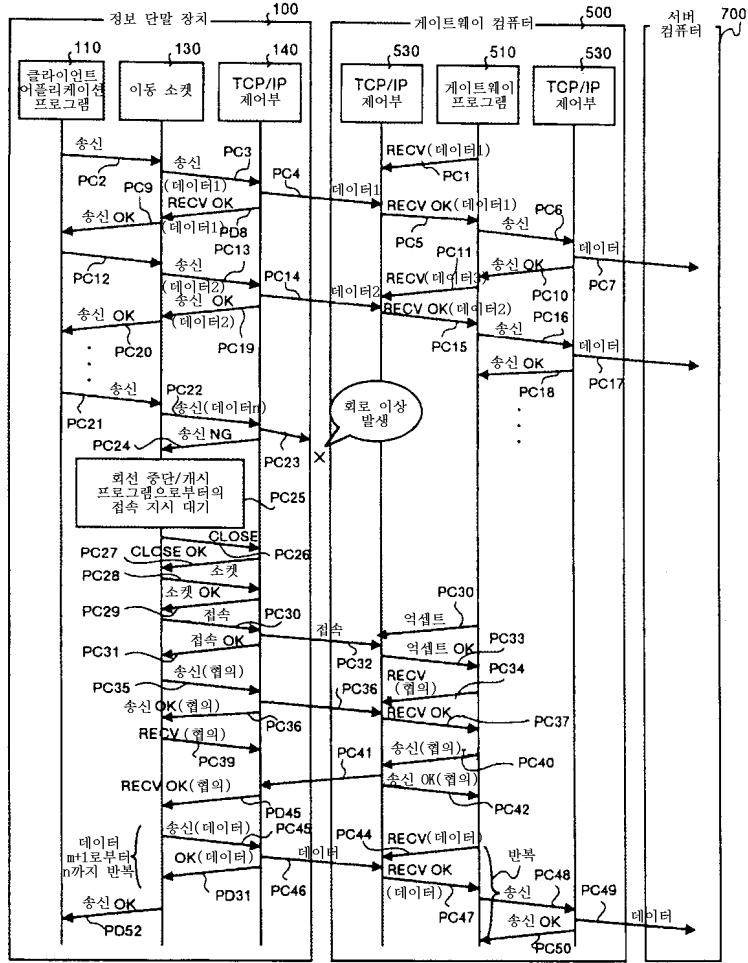 정보 단말 장치
100
게이트웨이 컴퓨터
500
서버
컴퓨터
700
110
130
140
530
510
530
클라이언트
어플리케이션
프로그램
이동 소켓
TCP/IP
제어부
TCP/IP
제어부
게이트웨이
프로그램
TCP/IP
제어부
송신
PC2
송신
PC3
(데이터1)
PC4
RECV(데이터1)
PC1
데이터1
PC9
RECV OK
송신 OK
(데이터1)
PD8
RECV OK(데이터1)
PC5
송신
PC6
데이터
PC7
PC12
송신
PC13
(데이터2)
PC14
PC11
RECV(데이터3)
송신 OK
PC10
데이터2
송신 OK
(데이터2)
PC19
송신 OK
PC20
RECV OK(데이터2)
PC15
송신
PC16
데이터
PC17
송신 OK
PC18
송신
PC21
PC22
송신(데이터n)
PC23
송신 NG
PC24
회로 이상
발생
회선 중단/개시
프로그램으로부터의
접속 지시 대기
PC25
CLOSE
PC26
PC27
CLOSE OK
PC28
소켓
소켓 OK
PC29
접속
PC30
PC30
억셉트
접속
PC32
접속 OK
PC31
억셉트 OK
PC33
RECV
(협의)
PC34
송신(협의)
PC35
PC36
송신 OK(협의)
PC36
RECV OK
PC37
RECV(협의)
PC39
송신(협의)
PC40
PC41
송신 OK(협의)
PC42
RECV OK(협의)
PD45
데이터
m+1로부터
n까지 반복
송신(데이터)
PC45
PC44
RECV(데이터)
반복
OK(데이터)
PD31
데이터
PC46
RECV OK
(데이터)
PC47
송신
PC48
PC49
데이터
송신 OK
PC50
송신 OK
PD52